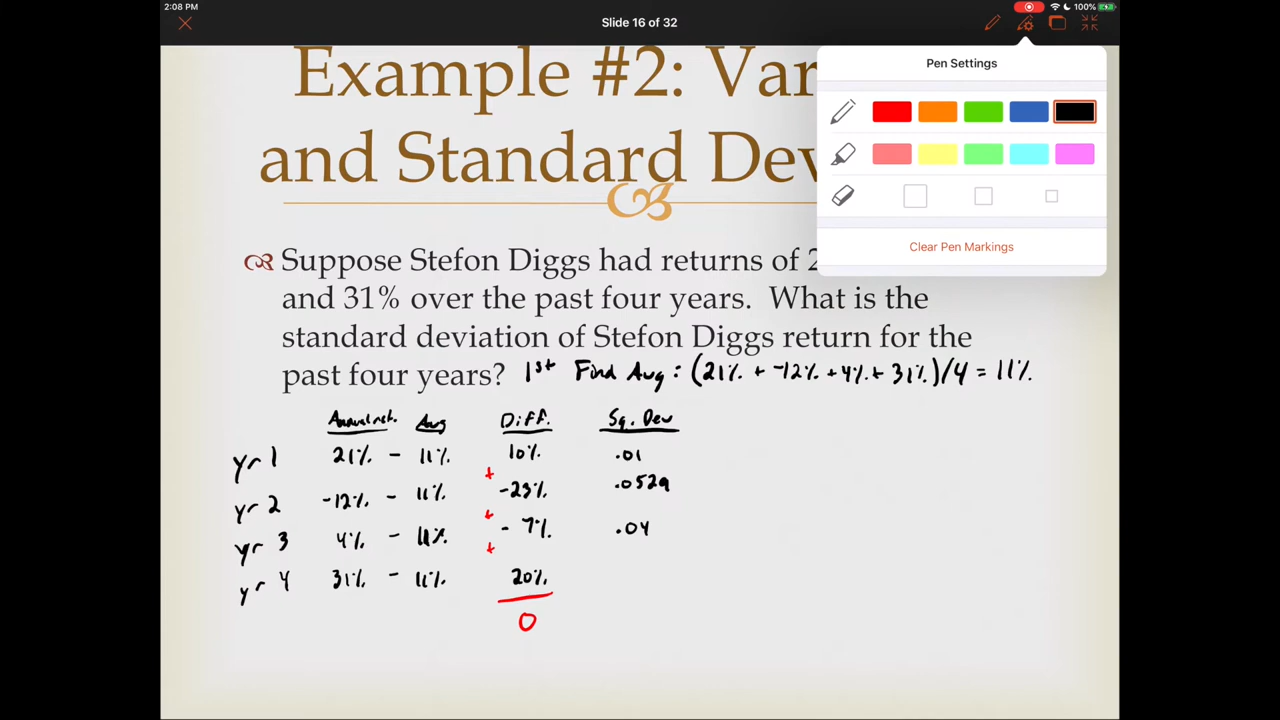 2:08 PM
100%
Slide 16 of 32
Pen Settings
Clear Pen Markings
Example #2: Var
and Standard Dev
Suppose Stefon Diggs had returns of 2
and 31% over the past four years. What is the
standard deviation of Stefon Diggs return for the
past four years? 1st Find Avg: (21% + -12% + 4% + 31%)/4 = 11%
Annual ret. Avg Diff. Sq. Dev
yr 1 21% - 11% 10% .01
+
yr 2 -12% - 11% -23% .0529
+
yr 3 4% - 11% - 7% .04
+
yr 4 31% - 11% 20%
0